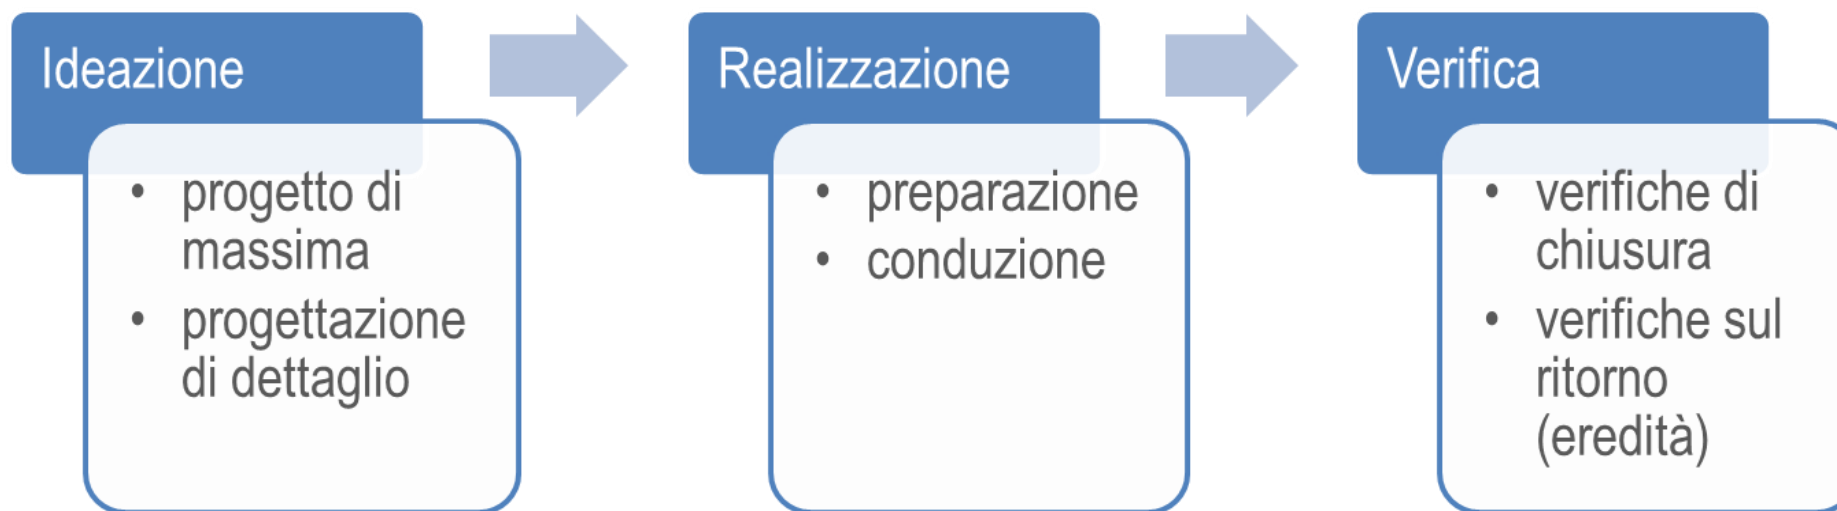 Ideazione
• progetto di
massima
• progettazione
di dettaglio
Realizzazione
• preparazione
• conduzione
Verifica
• verifiche di
chiusura
• verifiche sul
ritorno
(eredità)